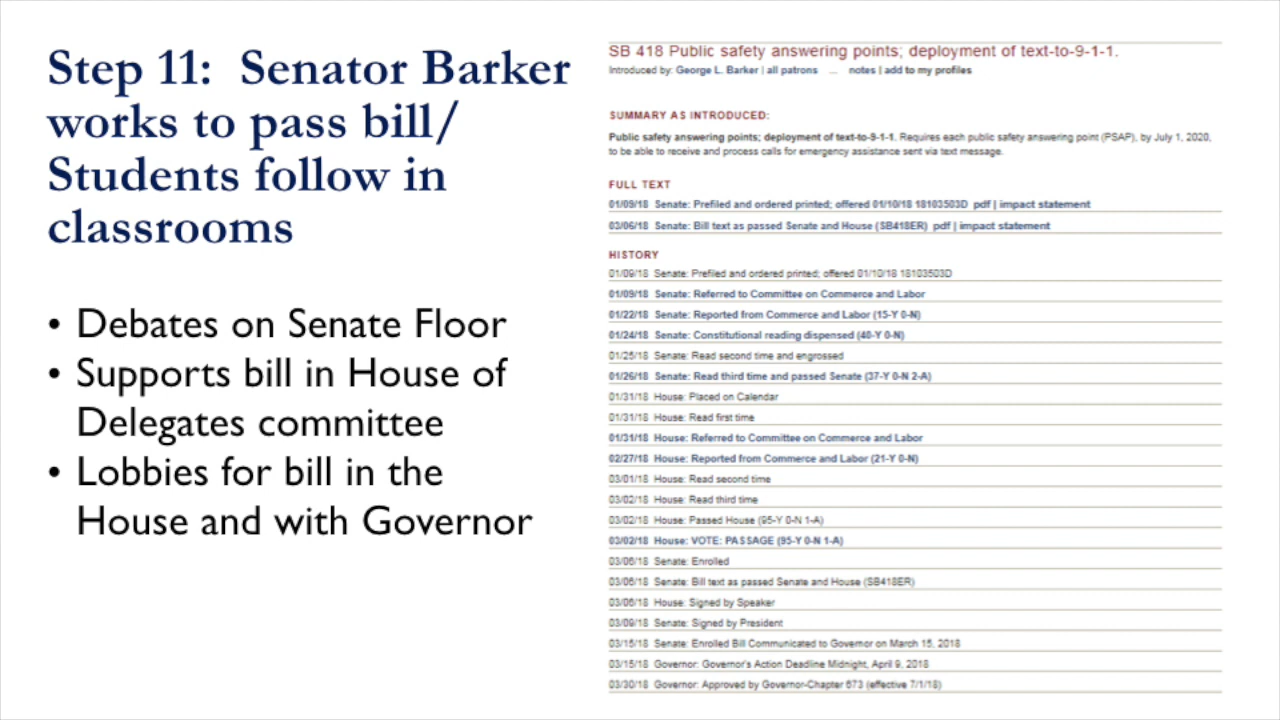 Step 11:  Senator Barker
works to pass bill/
Students follow in
classrooms
• Debates on Senate Floor
• Supports bill in House of
Delegates committee
• Lobbies for bill in the
House and with Governor
SB 418 Public safety answering points; deployment of text-to-9-1-1.
Introduced by: George L. Barker | all patrons ... notes | add to my profiles
SUMMARY AS INTRODUCED:
Public safety answering points; deployment of text-to-9-1-1. Requires each public safety answering point (PSAP), by July 1, 2020,
to be able to receive and process calls for emergency assistance sent via text message.
FULL TEXT
01/09/18 Senate: Prefiled and ordered printed; offered 01/10/18 18103503D pdf | impact statement
03/06/18 Senate: Bill text as passed Senate and House (SB418ER) pdf | impact statement
HISTORY
01/09/18 Senate: Prefiled and ordered printed; offered 01/10/18 18103503D
01/09/18 Senate: Referred to Committee on Commerce and Labor
01/22/18 Senate: Reported from Commerce and Labor (15-Y 0-N)
01/24/18 Senate: Constitutional reading dispensed (40-Y 0-N)
01/25/18 Senate: Read second time and engrossed
01/26/18 Senate: Read third time and passed Senate (37-Y 0-N 2-A)
01/31/18 House: Placed on Calendar
01/31/18 House: Read first time
01/31/18 House: Referred to Committee on Commerce and Labor
02/27/18 House: Reported from Commerce and Labor (21-Y 0-N)
03/01/18 House: Read second time
03/02/18 House: Read third time
03/02/18 House: Passed House (95-Y 0-N 1-A)
03/02/18 House: VOTE: PASSAGE (95-Y 0-N 1-A)
03/06/18 Senate: Enrolled
03/06/18 Senate: Bill text as passed Senate and House (SB418ER)
03/06/18 House: Signed by Speaker
03/09/18 Senate: Signed by President
03/15/18 Senate: Enrolled Bill Communicated to Governor on March 15, 2018
03/15/18 Governor: Governor's Action Deadline Midnight, April 9, 2018
03/30/18 Governor: Approved by Governor-Chapter 673 (effective 7/1/18)